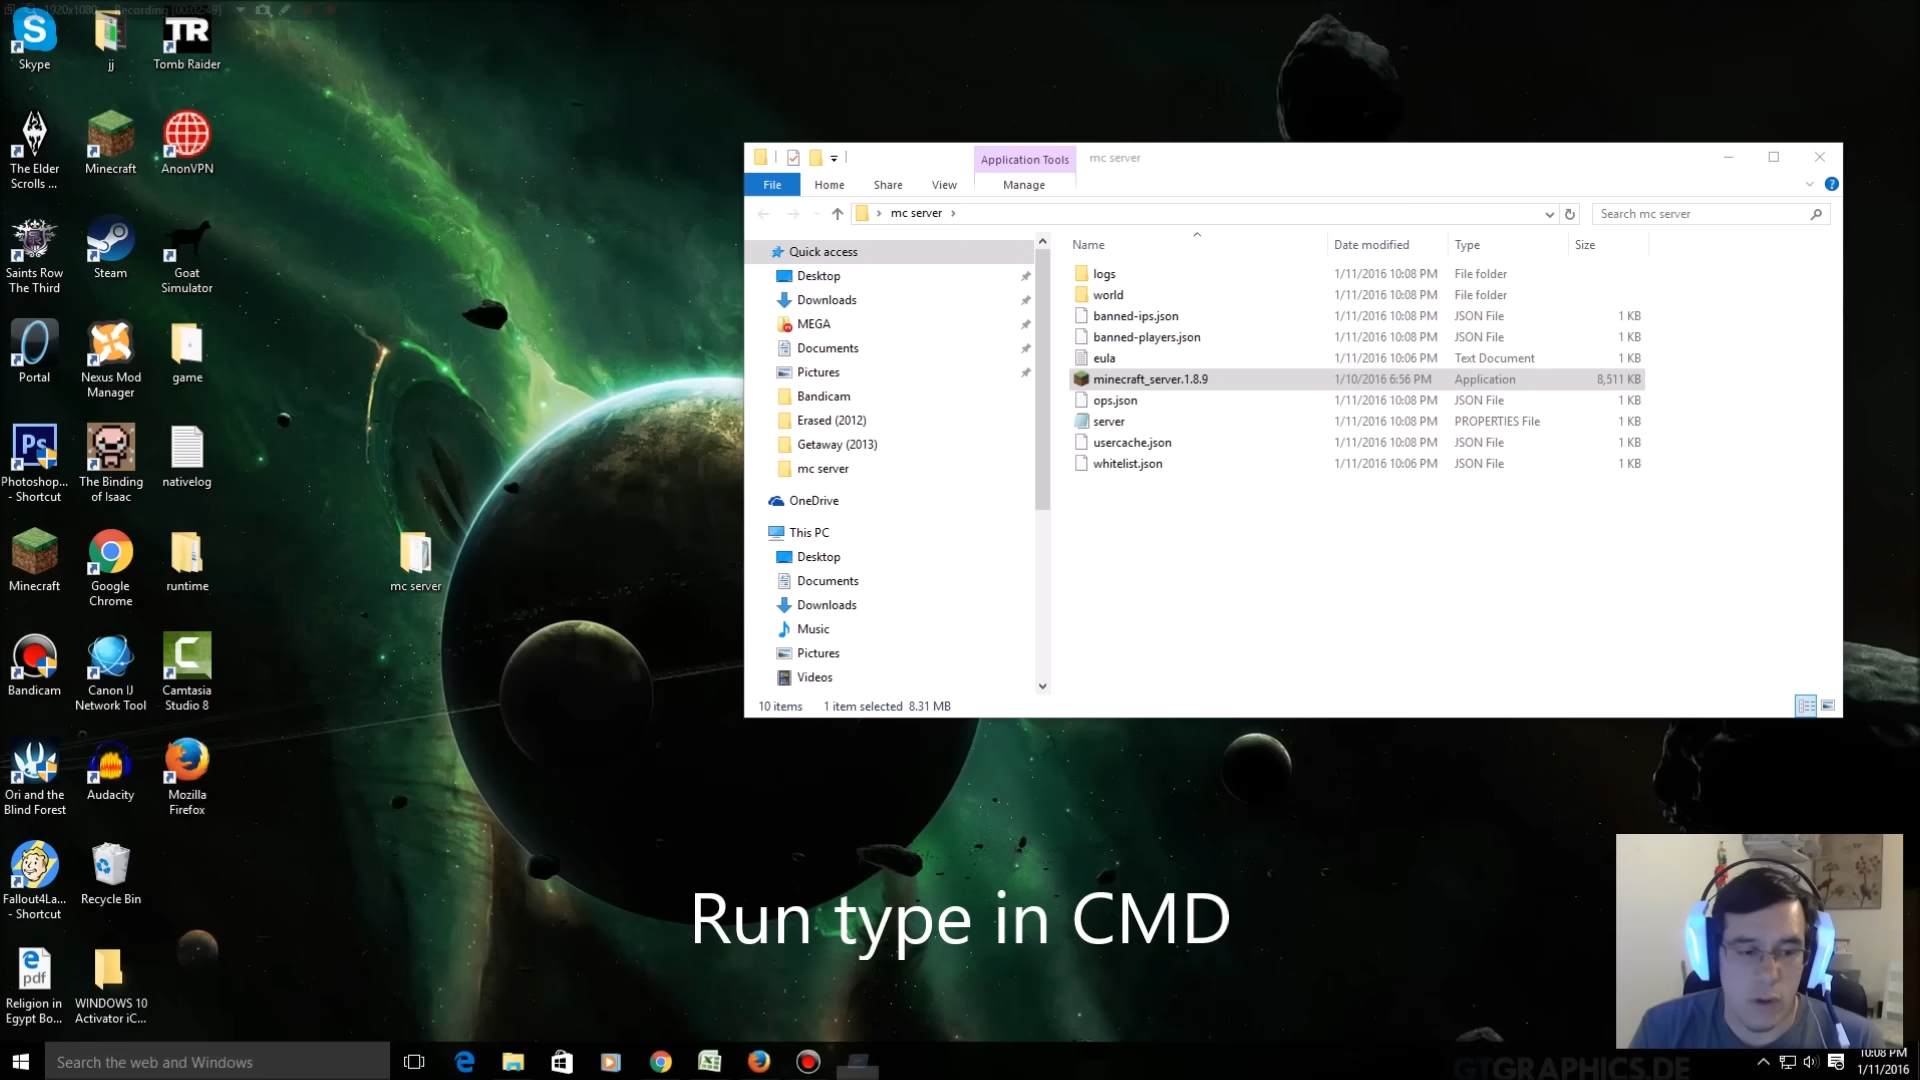 1920x1080
Recording [00:02:49]
Skype
jj
Tomb Raider
The Elder
Scrolls ...
Minecraft
AnonVPN
Saints Row
The Third
Steam
Goat
Simulator
Portal
Nexus Mod
Manager
game
Photoshop...
- Shortcut
The Binding
of Isaac
nativelog
Minecraft
Google
Chrome
runtime
mc server
Bandicam
Canon IJ
Network Tool
Camtasia
Studio 8
Ori and the
Blind Forest
Audacity
Mozilla
Firefox
Fallout4La...
- Shortcut
Recycle Bin
Religion in
Egypt Bo...
WINDOWS 10
Activator iC...
Application Tools
mc server
File
Home
Share
View
Manage
mc server
Search mc server
Quick access
Desktop
Downloads
MEGA
Documents
Pictures
Bandicam
Erased (2012)
Getaway (2013)
mc server
OneDrive
This PC
Desktop
Documents
Downloads
Music
Pictures
Videos
Name Date modified Type Size
logs 1/11/2016 10:08 PM File folder
world 1/11/2016 10:08 PM File folder
banned-ips.json 1/11/2016 10:08 PM JSON File 1 KB
banned-players.json 1/11/2016 10:08 PM JSON File 1 KB
eula 1/11/2016 10:06 PM Text Document 1 KB
minecraft_server.1.8.9 1/10/2016 6:56 PM Application 8,511 KB
ops.json 1/11/2016 10:08 PM JSON File 1 KB
server 1/11/2016 10:08 PM PROPERTIES File 1 KB
usercache.json 1/11/2016 10:08 PM JSON File 1 KB
whitelist.json 1/11/2016 10:06 PM JSON File 1 KB
10 items 1 item selected 8.31 MB
Run type in CMD
Search the web and Windows
GTGRAPHICS.DE
10:08 PM
1/11/2016